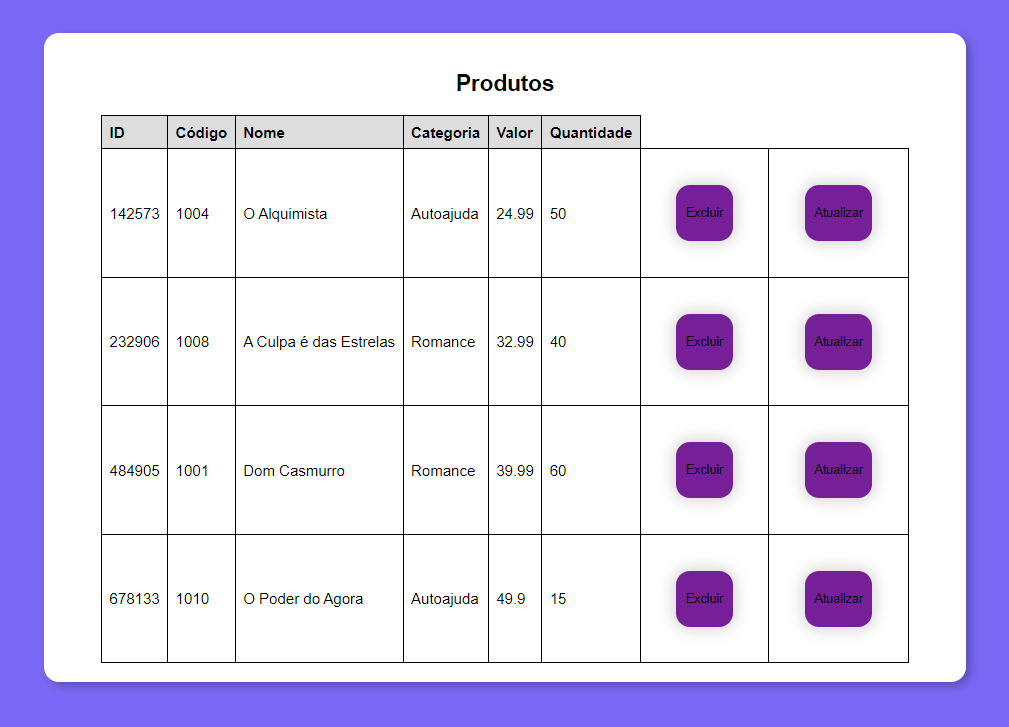 Produtos
ID Código Nome Categoria Valor Quantidade
142573 1004 O Alquimista Autoajuda 24.99 50 Excluir Atualizar
232906 1008 A Culpa é das Estrelas Romance 32.99 40 Excluir Atualizar
484905 1001 Dom Casmurro Romance 39.99 60 Excluir Atualizar
678133 1010 O Poder do Agora Autoajuda 49.9 15 Excluir Atualizar